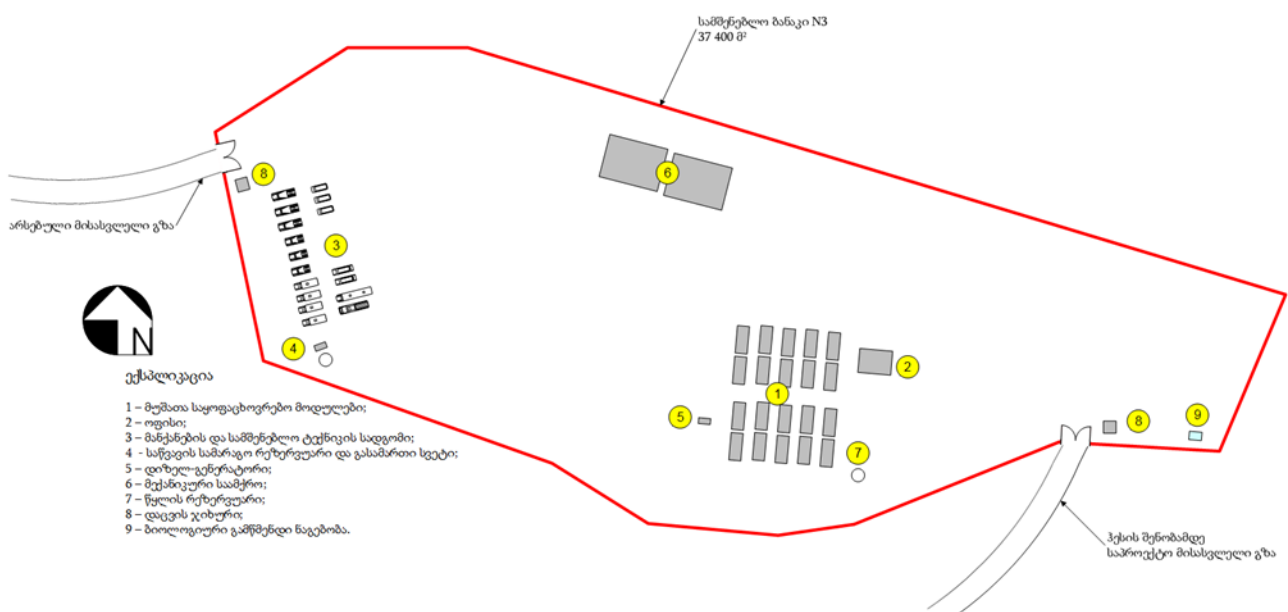 სამშენებლო ბანაკი N3
37 400 მ²
8
6
არსებული მისასვლელი გზა
3
N
4
2
1
5
8
9
7
ექსპლიკაცია
1 – მუშათა საყოფაცხოვრებო მოდულები;
2 – ოფისი;
3 – მანქანების და სამშენებლო ტექნიკის სადგომი;
4 - საწვავის სამარაგო რეზერვუარი და გასამართი სვეტი;
5 – დიზელ-გენერატორი;
6 – მექანიკური საამქრო;
7 – წყლის რეზერვუარი;
8 – დაცვის ჯიხური;
9 – ბიოლოგიური გამწმენდი ნაგებობა.
ჰესის შენობამდე
საპროექტო მისასვლელი გზა